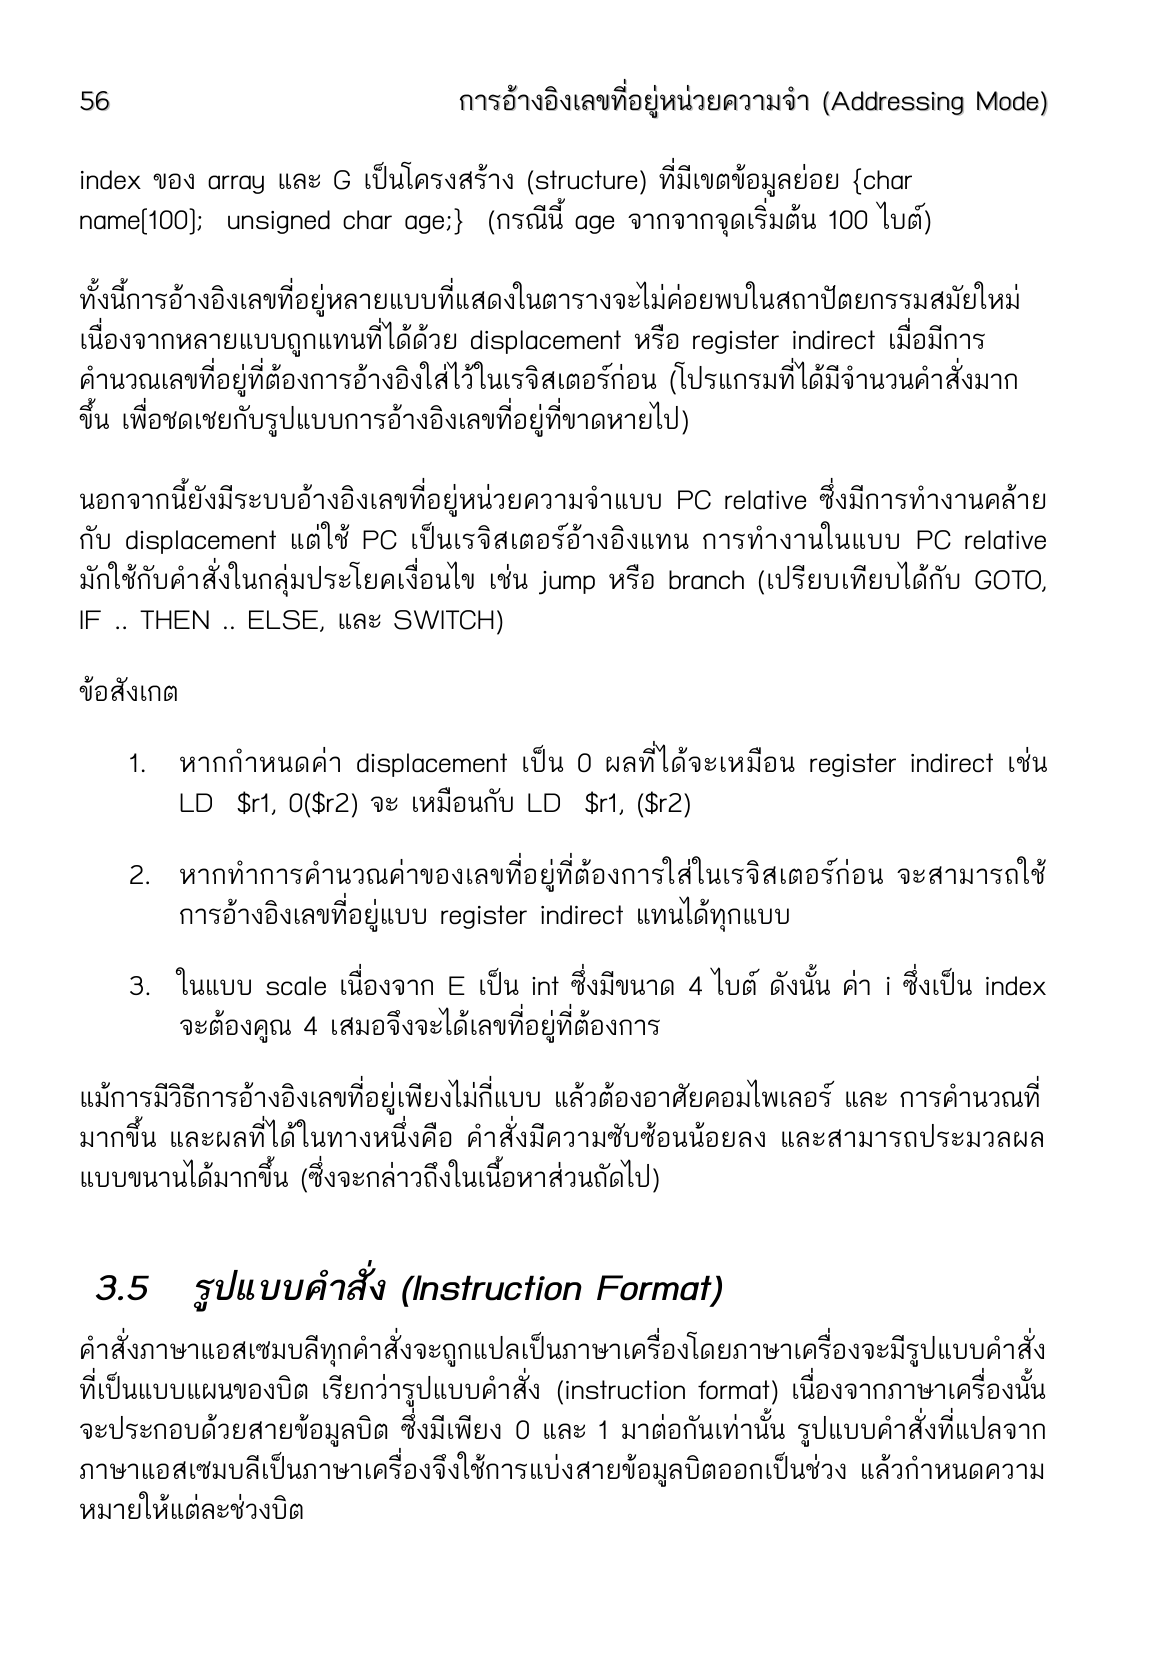 56 การอ้างอิงเลขที่อยู่หน่วยความจำ (Addressing Mode)
index ของ array และ G เป็นโครงสร้าง (structure) ที่มีเขตข้อมูลย่อย {char
name[100]; unsigned char age;} (กรณีนี้ age จากจากจุดเริ่มต้น 100 ไบต์)
ทั้งนี้การอ้างอิงเลขที่อยู่หลายแบบที่แสดงในตารางจะไม่ค่อยพบในสถาปัตยกรรมสมัยใหม่
เนื่องจากหลายแบบถูกแทนที่ได้ด้วย displacement หรือ register indirect เมื่อมีการ
คำนวณเลขที่อยู่ที่ต้องการอ้างอิงใส่ไว้ในเรจิสเตอร์ก่อน (โปรแกรมที่ได้มีจำนวนคำสั่งมาก
ขึ้น เพื่อชดเชยกับรูปแบบการอ้างอิงเลขที่อยู่ที่ขาดหายไป)
นอกจากนี้ยังมีระบบอ้างอิงเลขที่อยู่หน่วยความจำแบบ PC relative ซึ่งมีการทำงานคล้าย
กับ displacement แต่ใช้ PC เป็นเรจิสเตอร์อ้างอิงแทน การทำงานในแบบ PC relative
มักใช้กับคำสั่งในกลุ่มประโยคเงื่อนไข เช่น jump หรือ branch (เปรียบเทียบได้กับ GOTO,
IF .. THEN .. ELSE, และ SWITCH)
ข้อสังเกต
1. หากกำหนดค่า displacement เป็น 0 ผลที่ได้จะเหมือน register indirect เช่น
LD $r1, 0($r2) จะ เหมือนกับ LD $r1, ($r2)
2. หากทำการคำนวณค่าของเลขที่อยู่ที่ต้องการใส่ในเรจิสเตอร์ก่อน จะสามารถใช้
การอ้างอิงเลขที่อยู่แบบ register indirect แทนได้ทุกแบบ
3. ในแบบ scale เนื่องจาก E เป็น int ซึ่งมีขนาด 4 ไบต์ ดังนั้น ค่า i ซึ่งเป็น index
จะต้องคูณ 4 เสมอจึงจะได้เลขที่อยู่ที่ต้องการ
แม้การมีวิธีการอ้างอิงเลขที่อยู่เพียงไม่กี่แบบ แล้วต้องอาศัยคอมไพเลอร์ และ การคำนวณที่
มากขึ้น และผลที่ได้ในทางหนึ่งคือ คำสั่งมีความซับซ้อนน้อยลง และสามารถประมวลผล
แบบขนานได้มากขึ้น (ซึ่งจะกล่าวถึงในเนื้อหาส่วนถัดไป)
3.5 รูปแบบคำสั่ง (Instruction Format)
คำสั่งภาษาแอสเซมบลีทุกคำสั่งจะถูกแปลเป็นภาษาเครื่องโดยภาษาเครื่องจะมีรูปแบบคำสั่ง
ที่เป็นแบบแผนของบิต เรียกว่ารูปแบบคำสั่ง (instruction format) เนื่องจากภาษาเครื่องนั้น
จะประกอบด้วยสายข้อมูลบิต ซึ่งมีเพียง 0 และ 1 มาต่อกันเท่านั้น รูปแบบคำสั่งที่แปลจาก
ภาษาแอสเซมบลีเป็นภาษาเครื่องจึงใช้การแบ่งสายข้อมูลบิตออกเป็นช่วง แล้วกำหนดความ
หมายให้แต่ละช่วงบิต